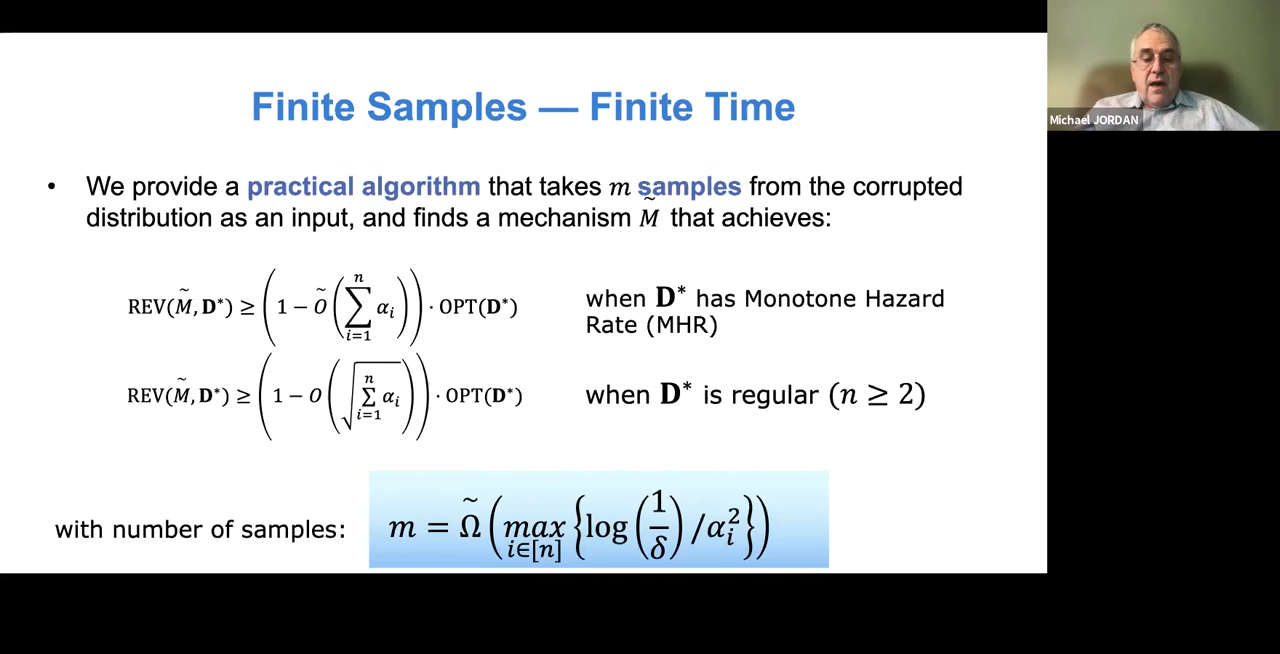 Finite Samples — Finite Time
Michael JORDAN
• We provide a practical algorithm that takes m samples from the corrupted
distribution as an input, and finds a mechanism M̃ that achieves:
REV(M̃, D*) ≥ (1 − Õ(∑_{i=1}^{n} αᵢ)) · OPT(D*)
when D* has Monotone Hazard
Rate (MHR)
REV(M̃, D*) ≥ (1 − O(√(∑_{i=1}^{n} αᵢ))) · OPT(D*)
when D* is regular (n ≥ 2)
with number of samples:
m = Ω̃(max_{i∈[n]} {log(1/δ)/αᵢ²})